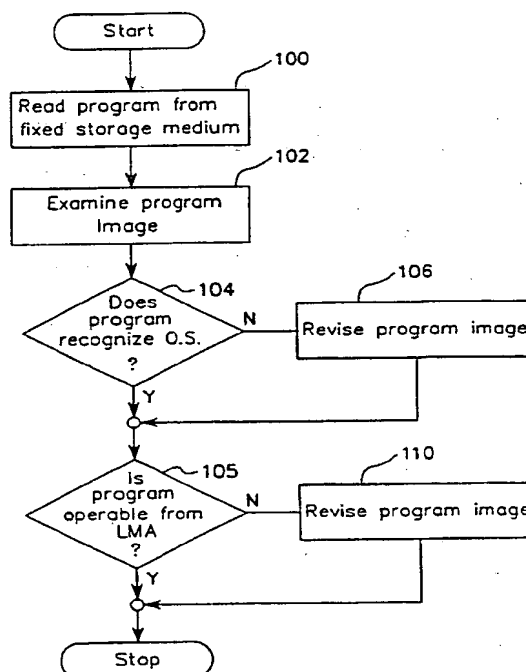 Start
100
Read program from
fixed storage medium
102
Examine program
Image
104
Does
program
recognize O.S.
?
N
106
Revise program image
Y
105
Is
program
operable from
LMA
?
N
110
Revise program image
Y
Stop